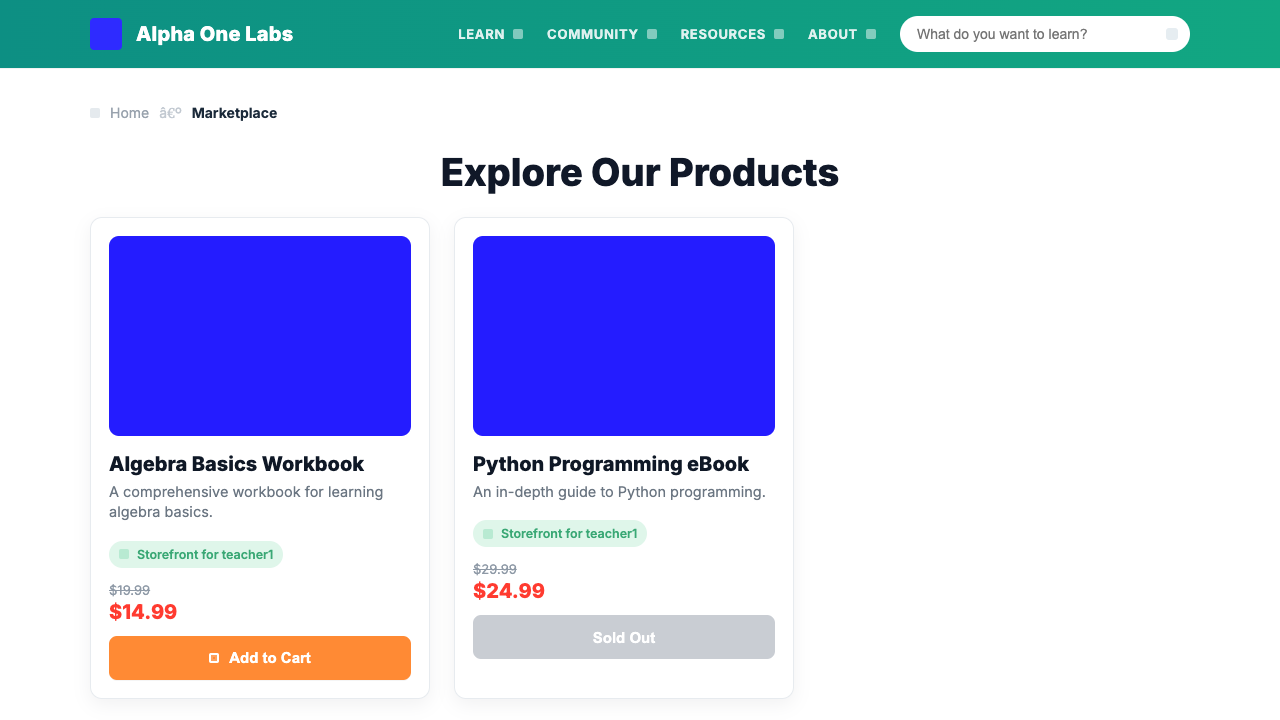 Alpha One Labs
LEARN
COMMUNITY
RESOURCES
ABOUT
What do you want to learn?
Home â€º Marketplace
Explore Our Products
Algebra Basics Workbook
A comprehensive workbook for learning
algebra basics.
Storefront for teacher1
$19.99
$14.99
Add to Cart
Python Programming eBook
An in-depth guide to Python programming.
Storefront for teacher1
$29.99
$24.99
Sold Out